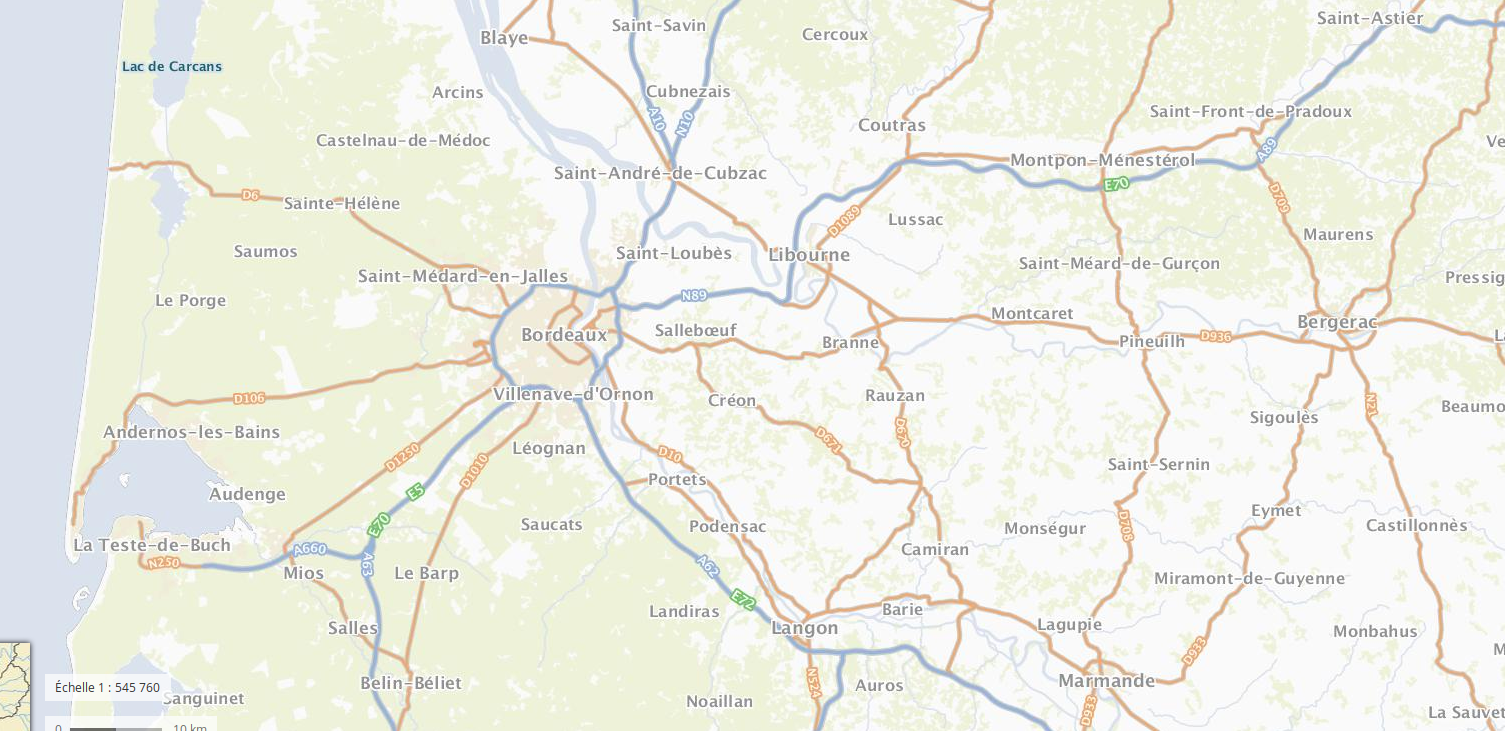 Saint-Astier
Saint-Savin
Cercoux
Blaye
Lac de Carcans
Cubnezais
Arcins
Saint-Front-de-Pradoux
A10
N10
Coutras
Castelnau-de-Médoc
A89
Montpon-Ménestérol
Saint-André-de-Cubzac
E70
D6
D709
Sainte-Hélène
D1089
Lussac
Maurens
Saumos
Saint-Loubès
Libourne
Saint-Méard-de-Gurçon
Saint-Médard-en-Jalles
Pressig
Le Porge
N89
Montcaret
Bergerac
Bordeaux
Sallebœuf
Branne
Pineuilh
D936
D106
Villenave-d'Ornon
Créon
Rauzan
N21
Beaumo
Sigoulès
Andernos-les-Bains
D670
D671
Léognan
D1250
D10
Saint-Sernin
D1010
Portets
E5
Audenge
Eymet
E70
Saucats
Podensac
Monségur
D708
Castillonnès
La Teste-de-Buch
A660
Camiran
N250
A63
A62
Mios
Le Barp
Miramont-de-Guyenne
E72
Landiras
Barie
Langon
Lagupie
Salles
Monbahus
D933
Belin-Béliet
Marmande
Auros
N524
Échelle 1 : 545 760
Sanguinet
Noaillan
D933
La Sauvet
0
10 km